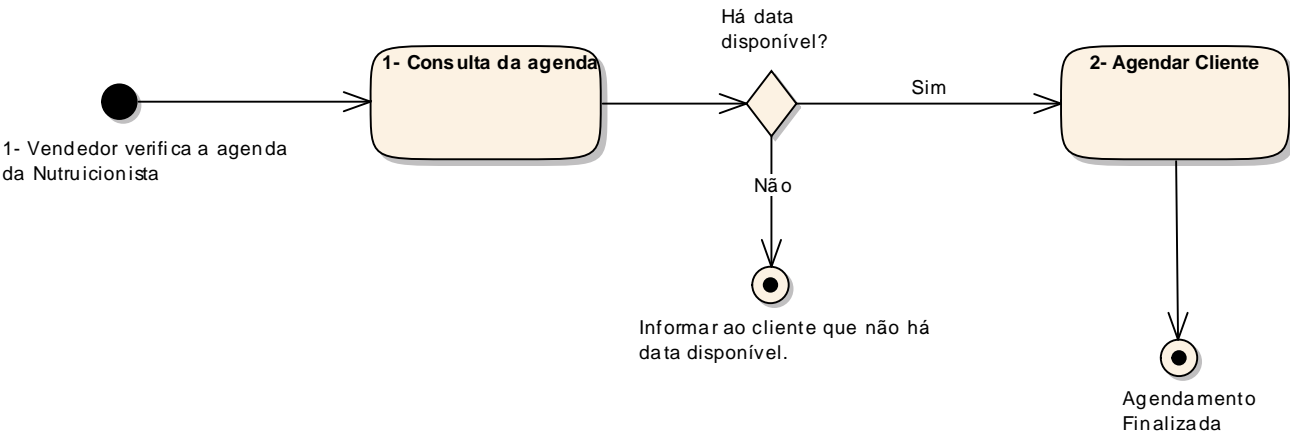 Há data
disponível?
1- Consulta da agenda
2- Agendar Cliente
Sim
1- Vendedor verifica a agenda
da Nutruicionista
Não
Informar ao cliente que não há
data disponível.
Agendamento
Finalizada